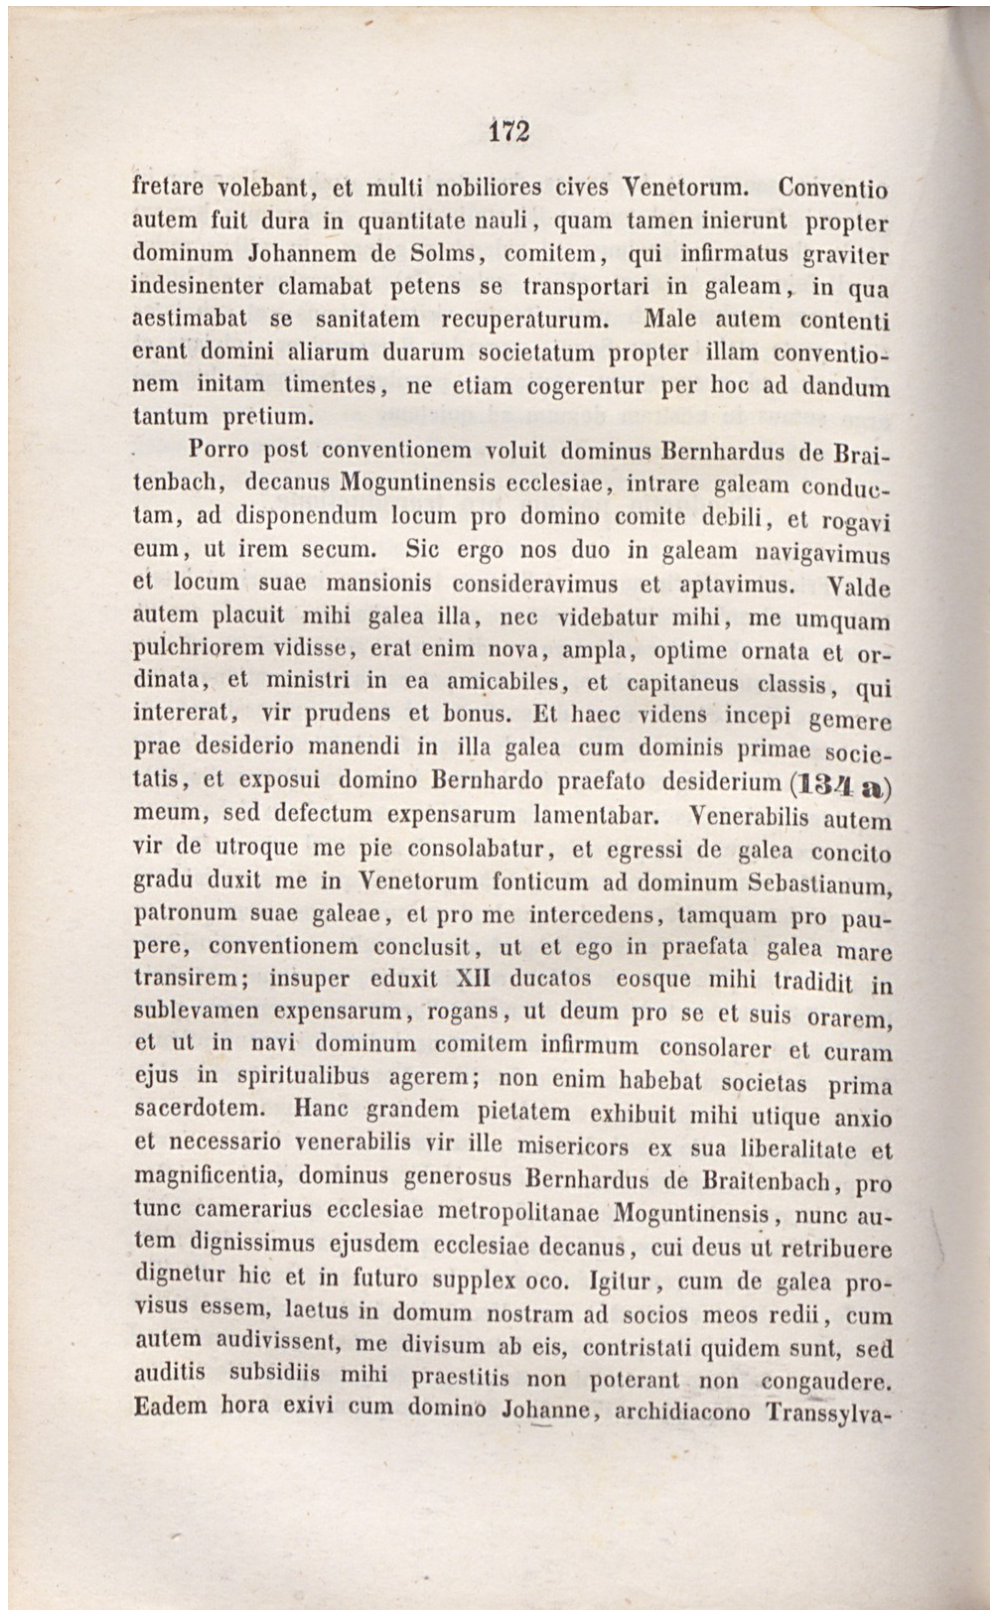 172
fretare volebant, et multi nobiliores cives Venetorum. Conventio
autem fuit dura in quantitate nauli, quam tamen inierunt propter
dominum Johannem de Solms, comitem, qui infirmatus graviter
indesinenter clamabat petens se transportari in galeam, in qua
aestimabat se sanitatem recuperaturum. Male autem contenti
erant domini aliarum duarum societatum propter illam conventio-
nem initam timentes, ne etiam cogerentur per hoc ad dandum
tantum pretium.
Porro post conventionem voluit dominus Bernhardus de Brai-
tenbach, decanus Moguntinensis ecclesiae, intrare galeam conduc-
tam, ad disponendum locum pro domino comite debili, et rogavi
eum, ut irem secum. Sic ergo nos duo in galeam navigavimus
et locum suae mansionis consideravimus et aptavimus. Valde
autem placuit mihi galea illa, nec videbatur mihi, me umquam
pulchriorem vidisse, erat enim nova, ampla, optime ornata et or-
dinata, et ministri in ea amicabiles, et capitaneus classis, qui
intererat, vir prudens et bonus. Et haec videns incepi gemere
prae desiderio manendi in illa galea cum dominis primae socie-
tatis, et exposui domino Bernhardo praefato desiderium (134 a)
meum, sed defectum expensarum lamentabar. Venerabilis autem
vir de utroque me pie consolabatur, et egressi de galea concito
gradu duxit me in Venetorum fonticum ad dominum Sebastianum,
patronum suae galeae, et pro me intercedens, tamquam pro pau-
pere, conventionem conclusit, ut et ego in praefata galea mare
transirem; insuper eduxit XII ducatos eosque mihi tradidit in
sublevamen expensarum, rogans, ut deum pro se et suis orarem,
et ut in navi dominum comitem infirmum consolarer et curam
ejus in spiritualibus agerem; non enim habebat societas prima
sacerdotem. Hanc grandem pietatem exhibuit mihi utique anxio
et necessario venerabilis vir ille misericors ex sua liberalitate et
magnificentia, dominus generosus Bernhardus de Braitenbach, pro
tunc camerarius ecclesiae metropolitanae Moguntinensis, nunc au-
tem dignissimus ejusdem ecclesiae decanus, cui deus ut retribuere
dignetur hic et in futuro supplex oco. Igitur, cum de galea pro-
visus essem, laetus in domum nostram ad socios meos redii, cum
autem audivissent, me divisum ab eis, contristati quidem sunt, sed
auditis subsidiis mihi praestitis non poterant non congaudere.
Eadem hora exivi cum domino Johanne, archidiacono Transsylva-